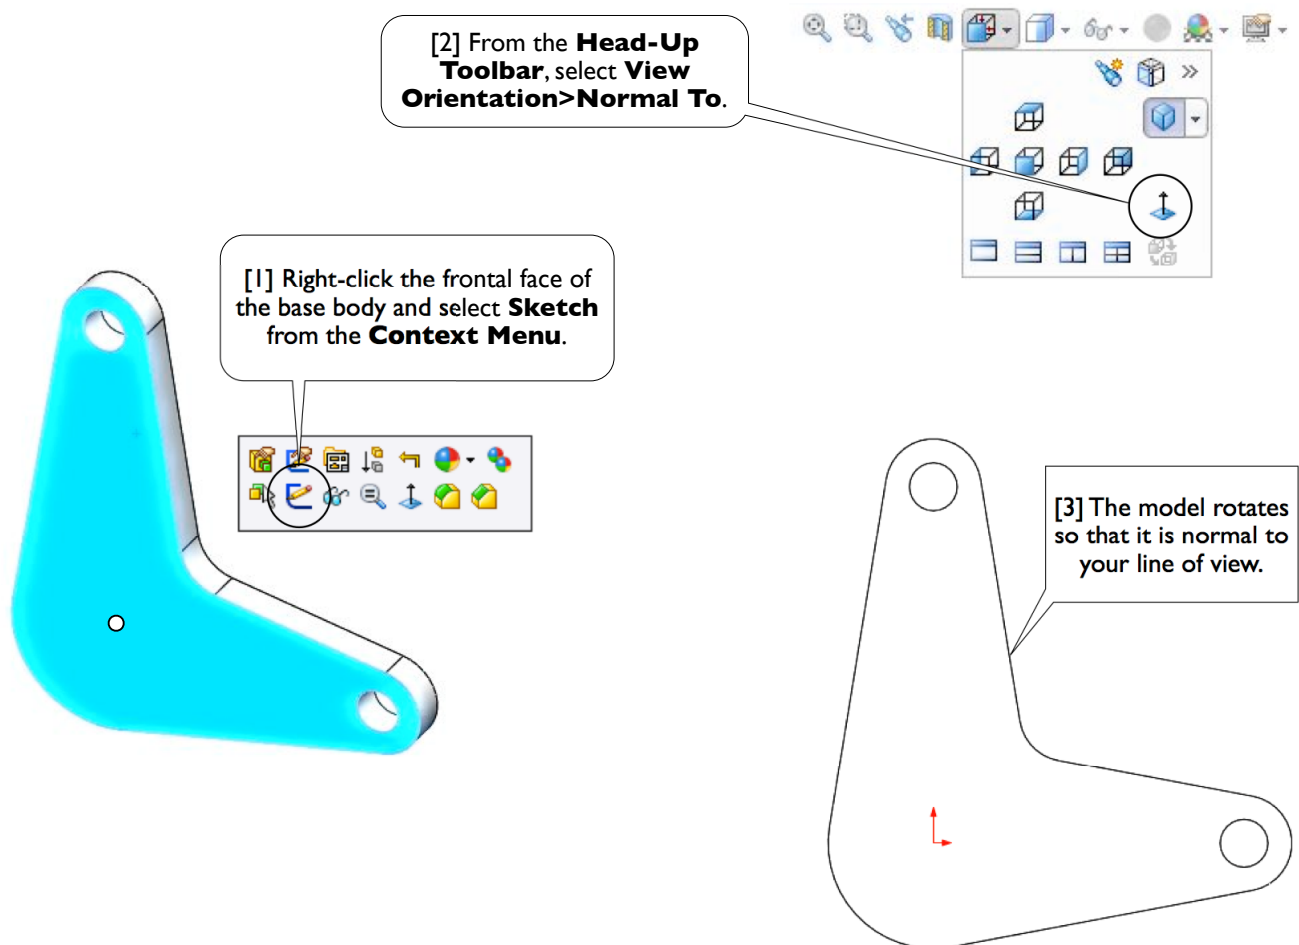 [2] From the Head-Up
Toolbar, select View
Orientation>Normal To.
[1] Right-click the frontal face of
the base body and select Sketch
from the Context Menu.
[3] The model rotates
so that it is normal to
your line of view.